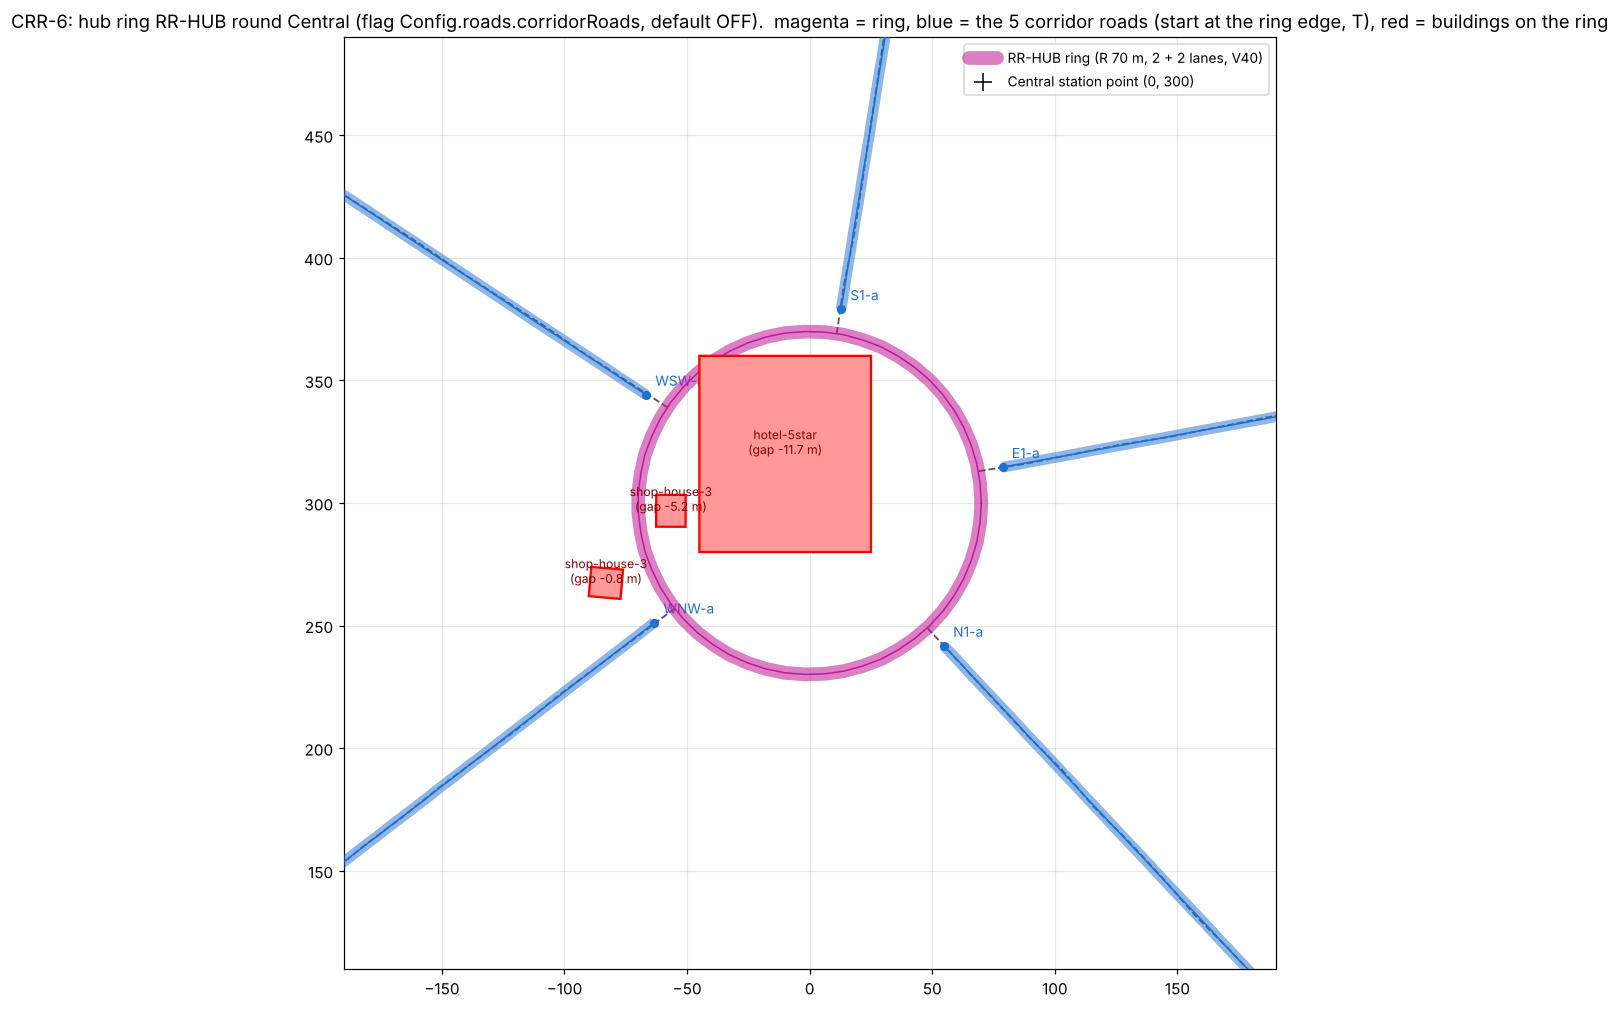 CRR-6: hub ring RR-HUB round Central (flag Config.roads.corridorRoads, default OFF).  magenta = ring, blue = the 5 corridor roads (start at the ring edge, T), red = buildings on the ring
RR-HUB ring (R 70 m, 2 + 2 lanes, V40)
Central station point (0, 300)
450
400
350
300
250
200
150
S1-a
WSW-
E1-a
hotel-5star
(gap -11.7 m)
shop-house-3
(gap -5.2 m)
shop-house-3
(gap -0.8 m)
WNW-a
N1-a
−150
−100
−50
0
50
100
150